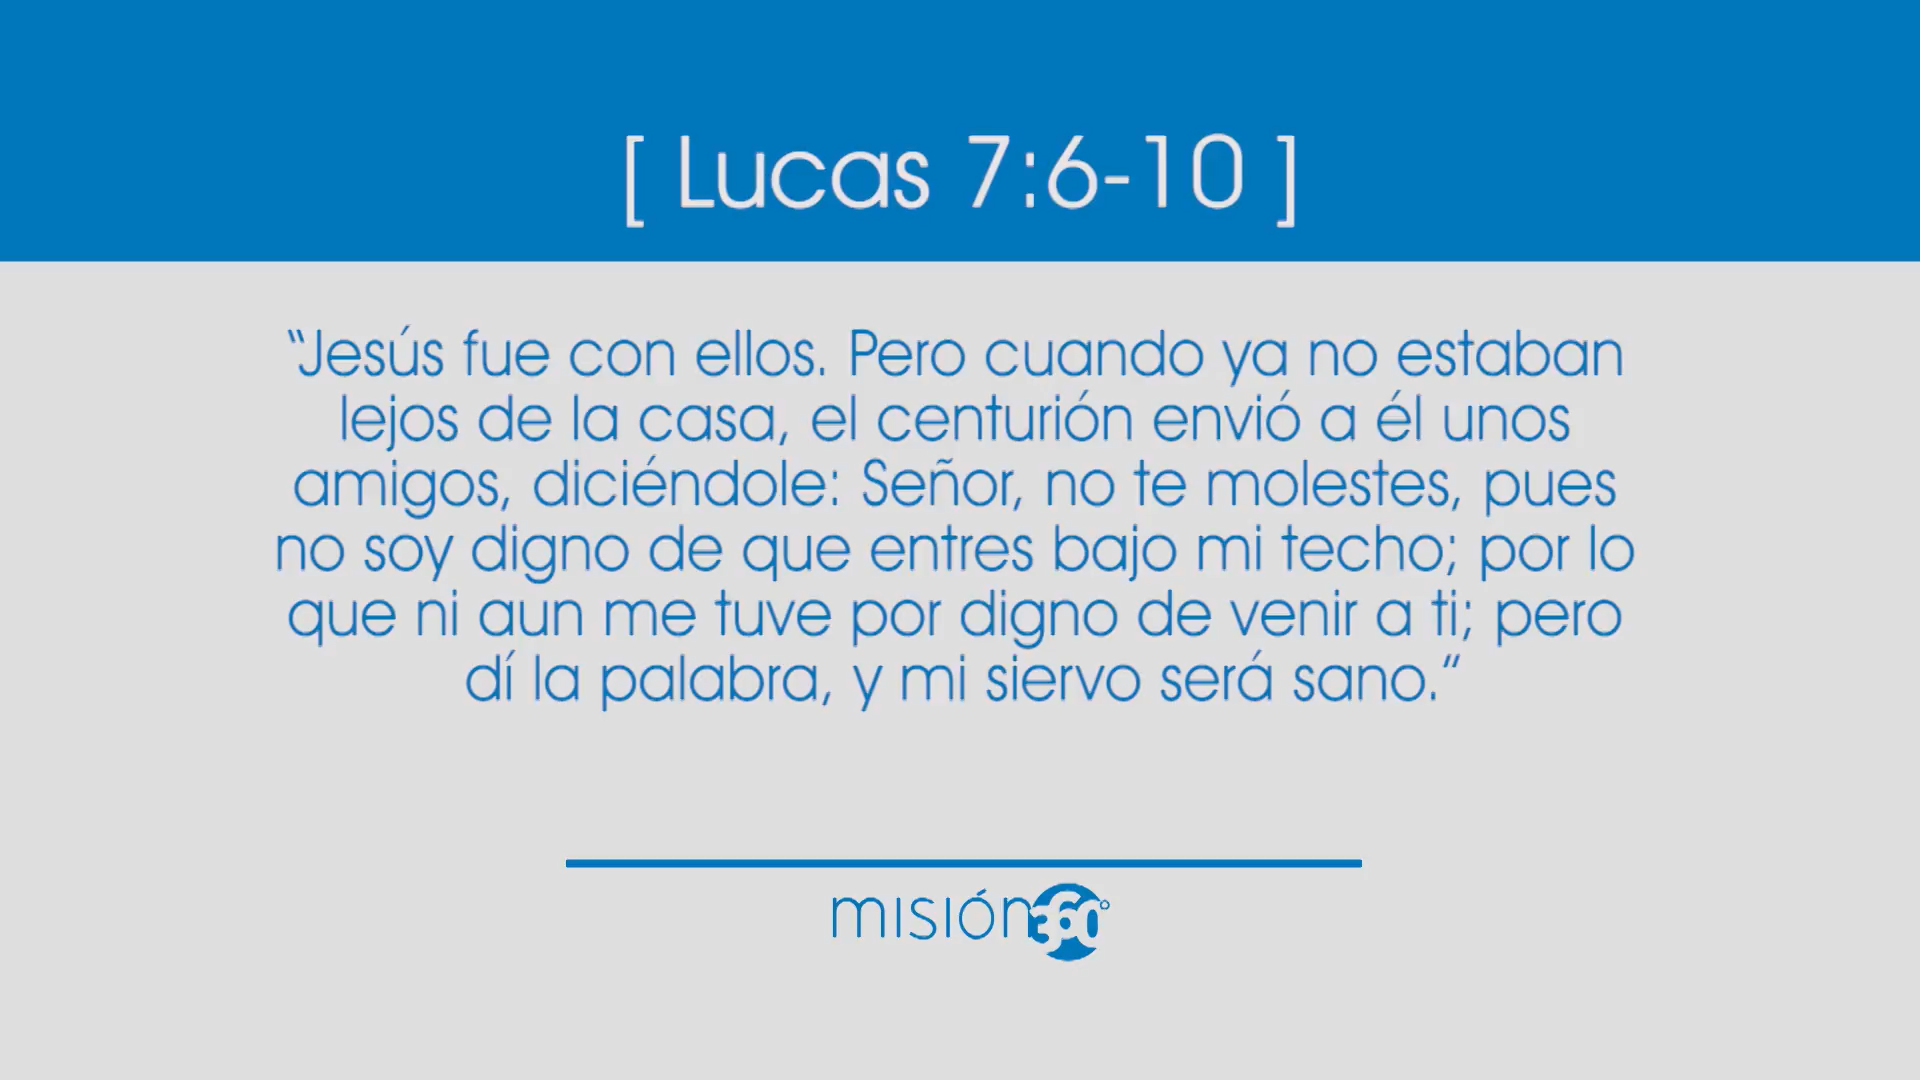 [ Lucas 7:6-10 ]
“Jesús fue con ellos. Pero cuando ya no estaban
lejos de la casa, el centurión envió a él unos
amigos, diciéndole: Señor, no te molestes, pues
no soy digno de que entres bajo mi techo; por lo
que ni aun me tuve por digno de venir a ti; pero
dí la palabra, y mi siervo será sano.“
misión360°